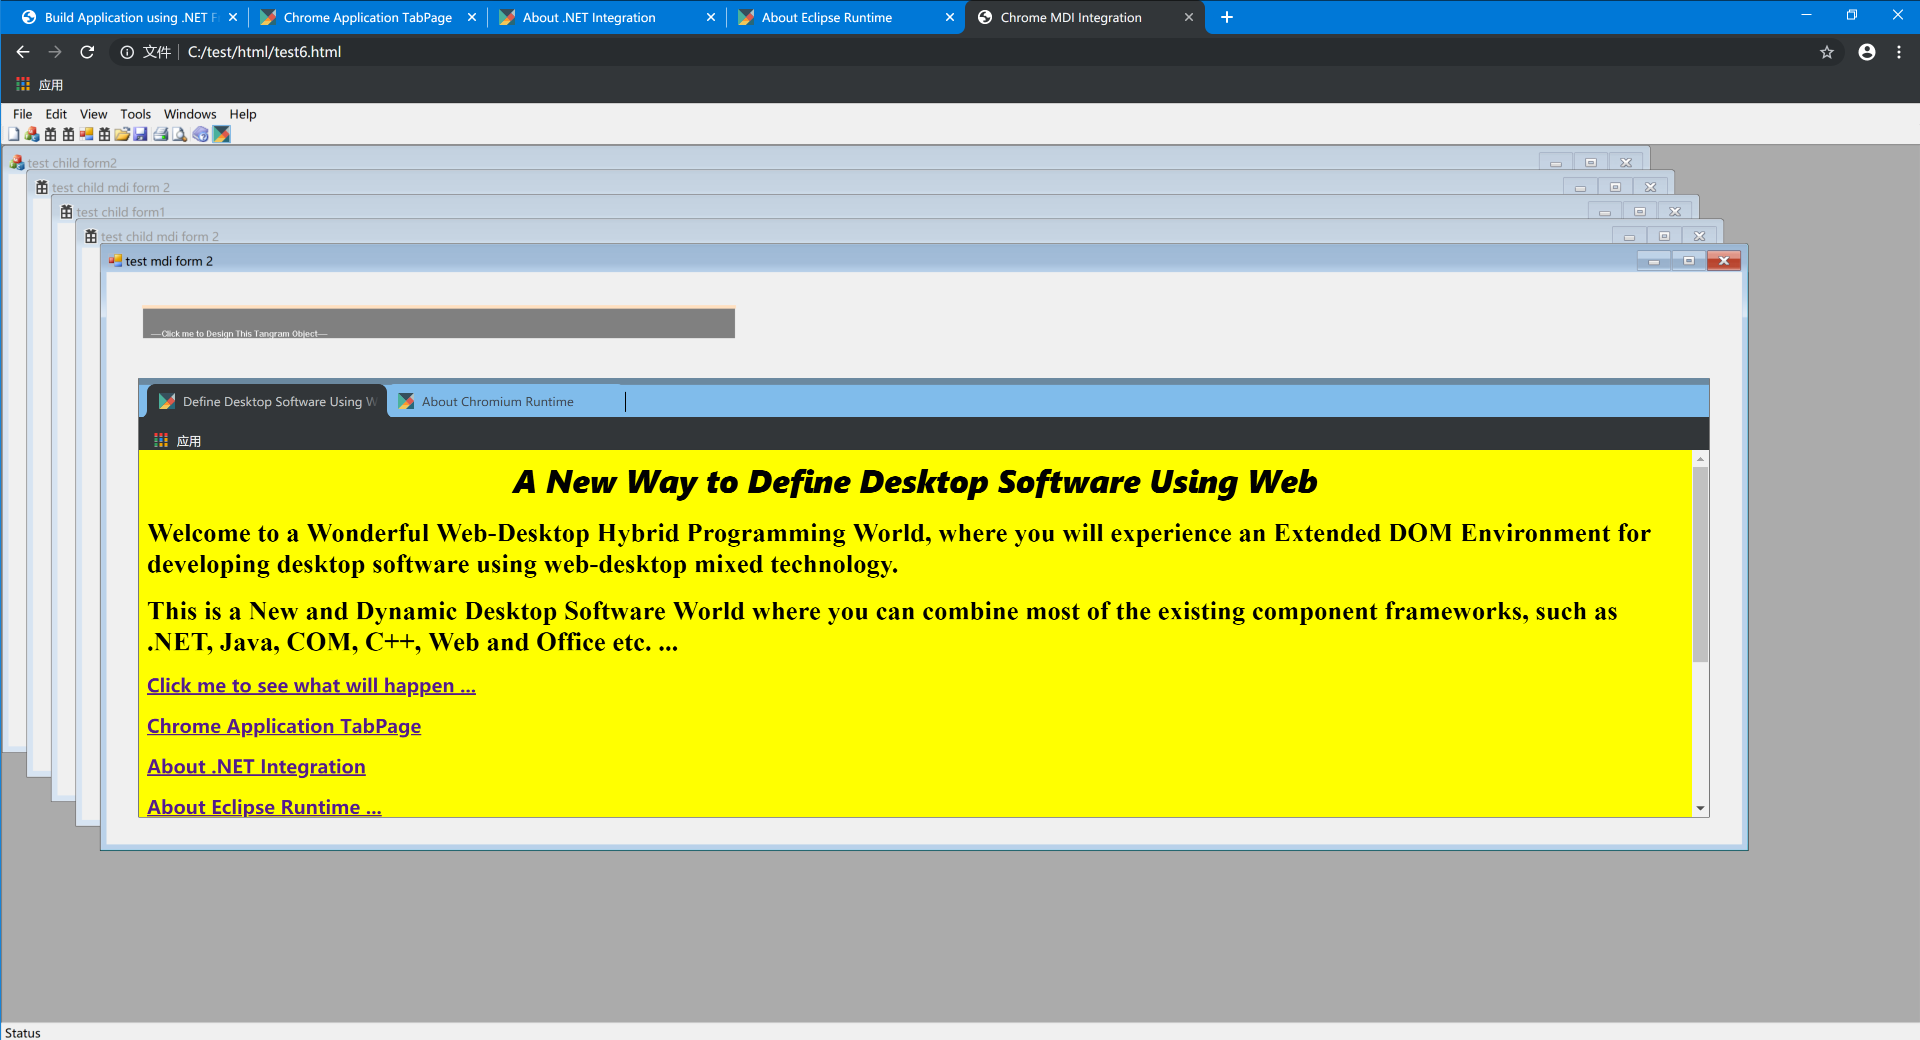 Build Application using .NET F
Chrome Application TabPage
About .NET Integration
About Eclipse Runtime
Chrome MDI Integration
文件 C:/test/html/test6.html
应用
File Edit View Tools Windows Help
test child form2
test child mdi form 2
test child form1
test child mdi form 2
test mdi form 2
---Click me to Design This Tangram Object---
Define Desktop Software Using W
About Chromium Runtime
应用
A New Way to Define Desktop Software Using Web
Welcome to a Wonderful Web-Desktop Hybrid Programming World, where you will experience an Extended DOM Environment for
developing desktop software using web-desktop mixed technology.
This is a New and Dynamic Desktop Software World where you can combine most of the existing component frameworks, such as
.NET, Java, COM, C++, Web and Office etc. ...
Click me to see what will happen ...
Chrome Application TabPage
About .NET Integration
About Eclipse Runtime ...
Status